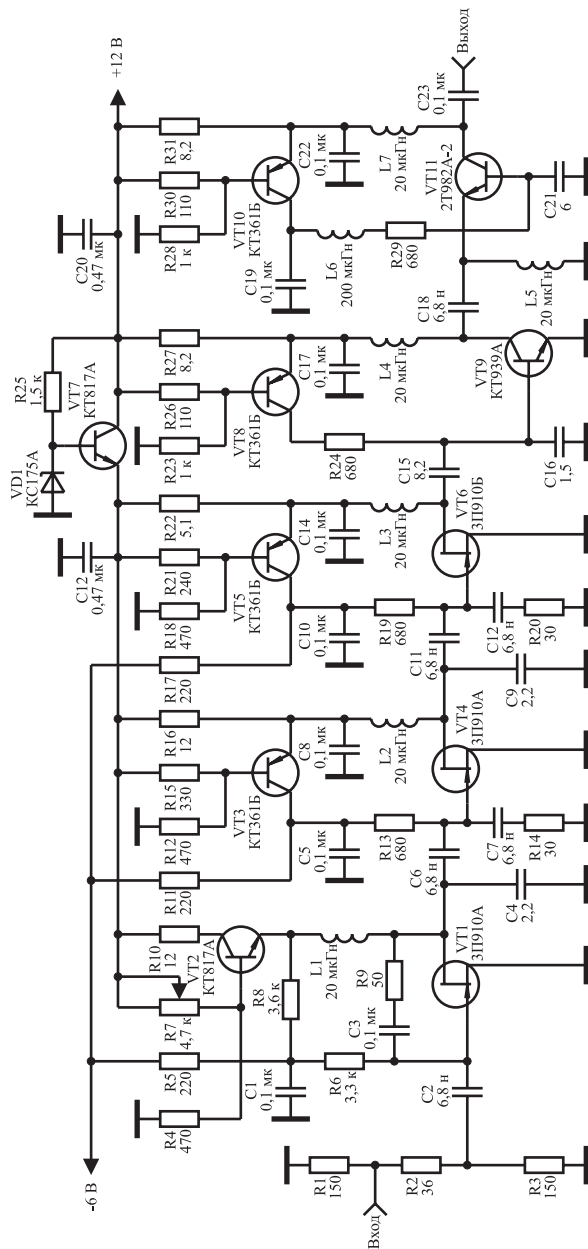 -6 В
+12 В
R4
470
R5
220
R7
4,7 к
R10
12
VT2
КТ817А
R11
220
R12
470
R15
330
R16
12
R17
220
R18
470
R21
240
R22
5,1
C12
0,47 мк
VD1
КС175А
R25
1,5 к
VT7
КТ817А
R23
1 к
R26
110
R27
8,2
C20
0,47 мк
R28
1 к
R30
110
R31
8,2
C1
0,1 мк
R8
3,6 к
VT3
КТ361Б
VT5
КТ361Б
VT8
КТ361Б
VT10
КТ361Б
R6
3,3 к
C3
0,1 мк
R9
50
L1
20 мкГн
C5
0,1 мк
C8
0,1 мк
C10
0,1 мк
C14
0,1 мк
C17
0,1 мк
C19
0,1 мк
C22
0,1 мк
R13
680
L2
20 мкГн
R19
680
L3
20 мкГн
R24
680
L4
20 мкГн
L6
200 мкГн
R29
680
L7
20 мкГн
C23
0,1 мк
Выход
Вход
R1
150
R2
36
R3
150
C2
6,8 н
VT1
3П910А
C4
2,2
C6
6,8 н
C7
6,8 н
R14
30
VT4
3П910А
C9
2,2
C11
6,8 н
C12
6,8 н
R20
30
VT6
3П910Б
C15
8,2
C16
1,5
VT9
КТ939А
C18
6,8 н
L5
20 мкГн
VT11
2Т982А-2
C21
6